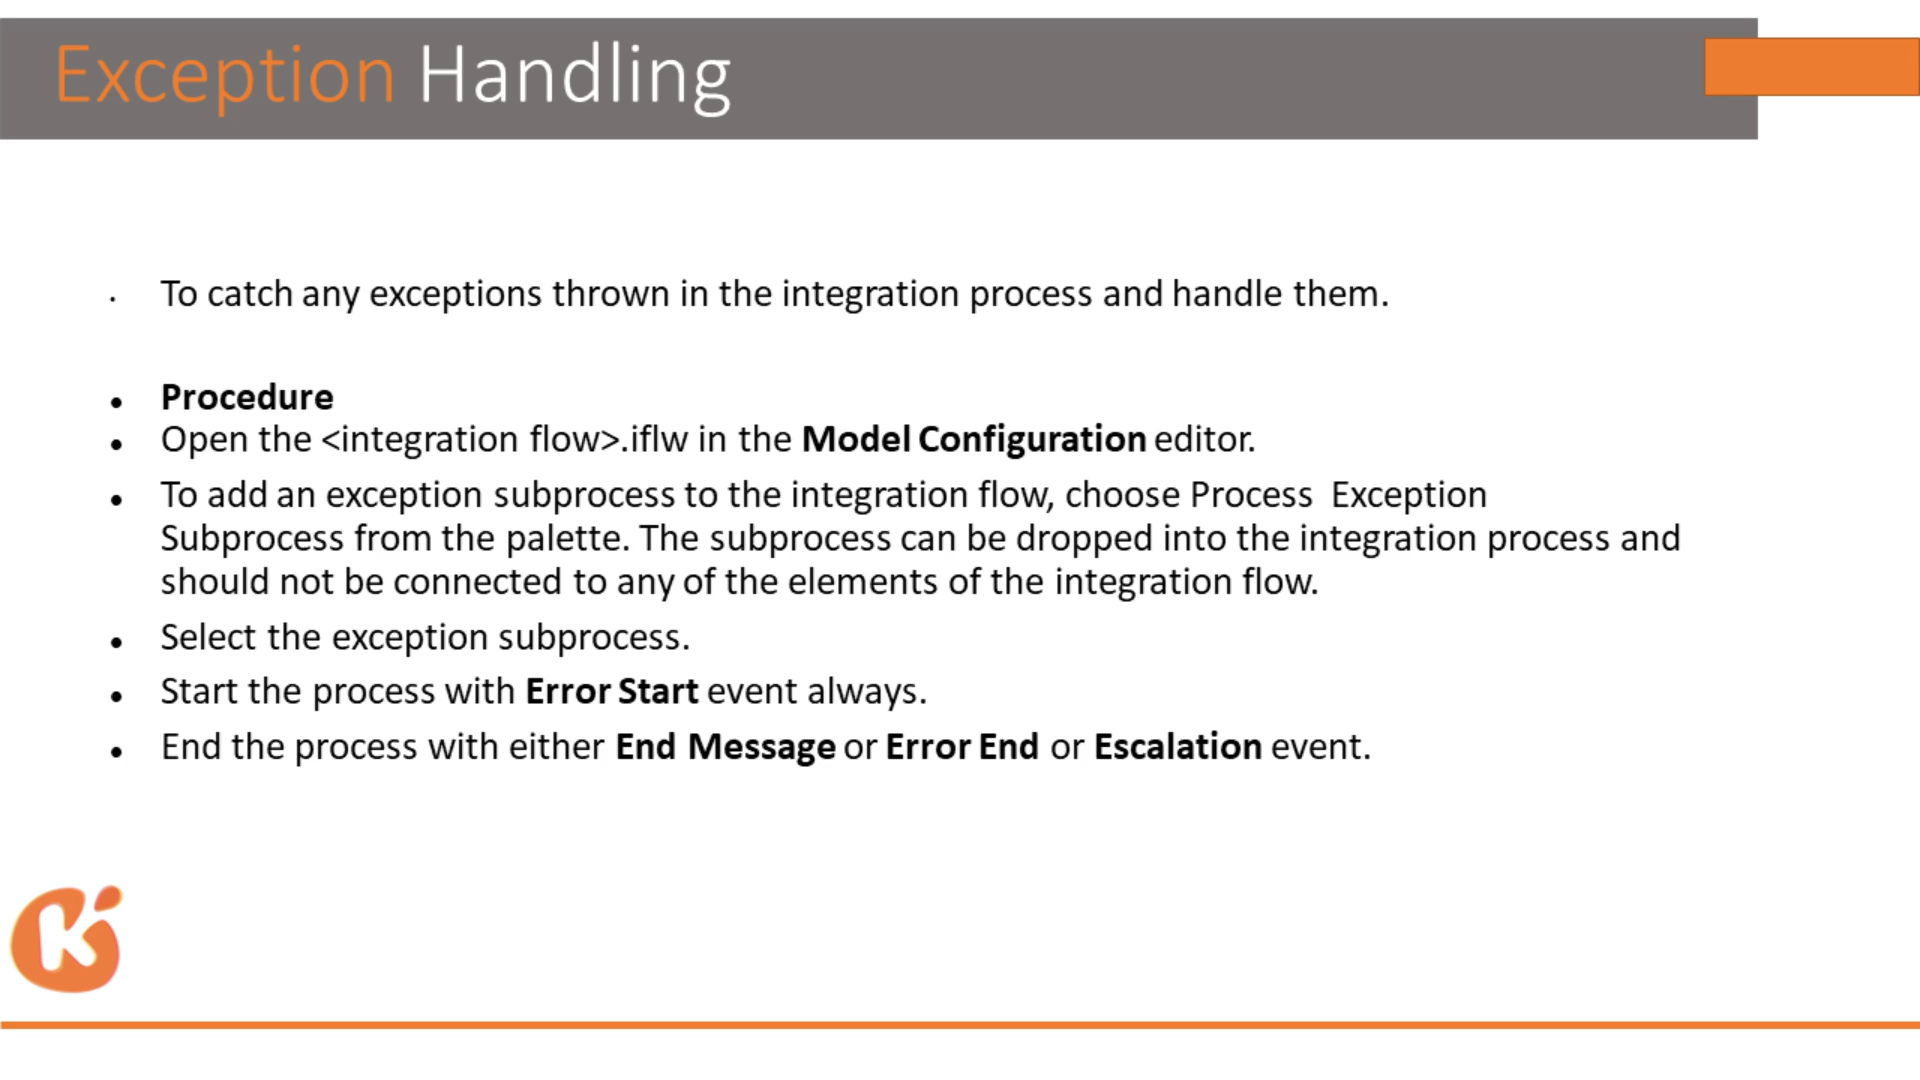 Exception Handling
To catch any exceptions thrown in the integration process and handle them.
Procedure
Open the <integration flow>.iflw in the Model Configuration editor.
To add an exception subprocess to the integration flow, choose Process  Exception
Subprocess from the palette. The subprocess can be dropped into the integration process and
should not be connected to any of the elements of the integration flow.
Select the exception subprocess.
Start the process with Error Start event always.
End the process with either End Message or Error End or Escalation event.
K